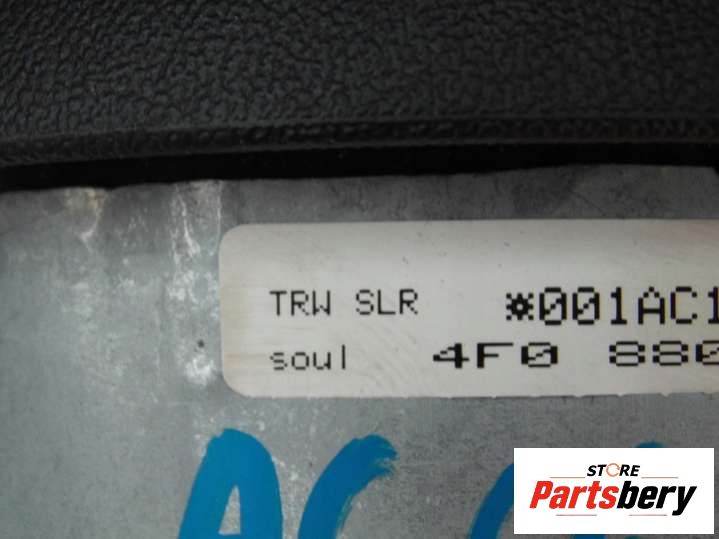 TRW SLR *001AC1
soul 4F0 880
STORE
Partsbery